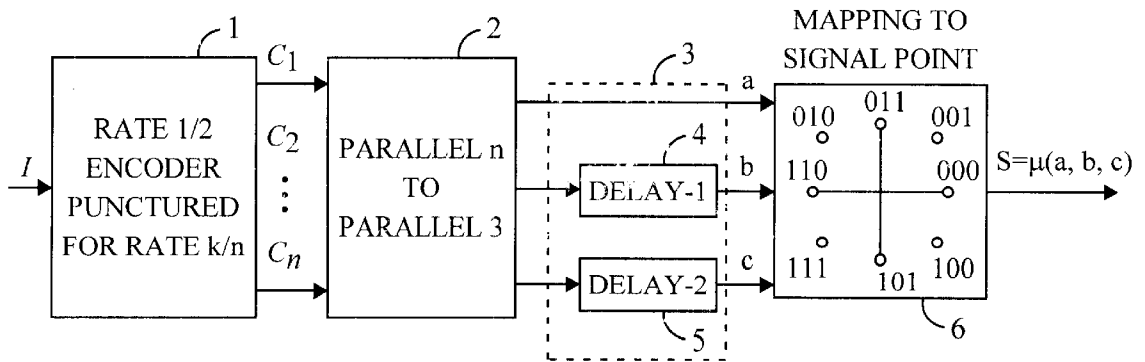 1
RATE 1/2
ENCODER
PUNCTURED
FOR RATE k/n
I
C1
C2
Cn
2
PARALLEL n
TO
PARALLEL 3
3
a
4
DELAY-1
b
DELAY-2
c
5
MAPPING TO
SIGNAL POINT
011
010
001
110
000
111
100
101
6
S=μ(a, b, c)